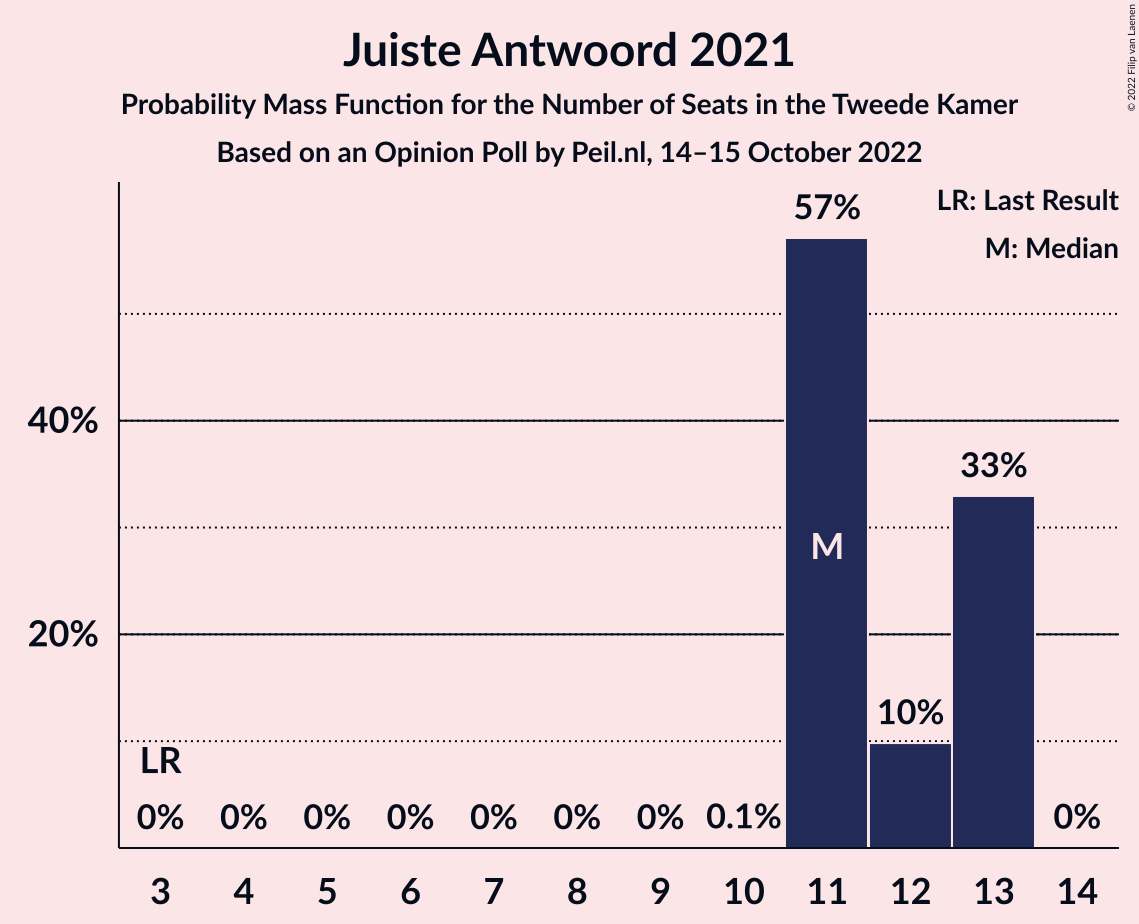 Juiste Antwoord 2021
Probability Mass Function for the Number of Seats in the Tweede Kamer
Based on an Opinion Poll by Peil.nl, 14–15 October 2022
© 2022 Filip van Laenen
LR: Last Result
M: Median
57%
40%
33%
M
20%
10%
LR
0% 0% 0% 0% 0% 0% 0% 0.1% 0%
3 4 5 6 7 8 9 10 11 12 13 14